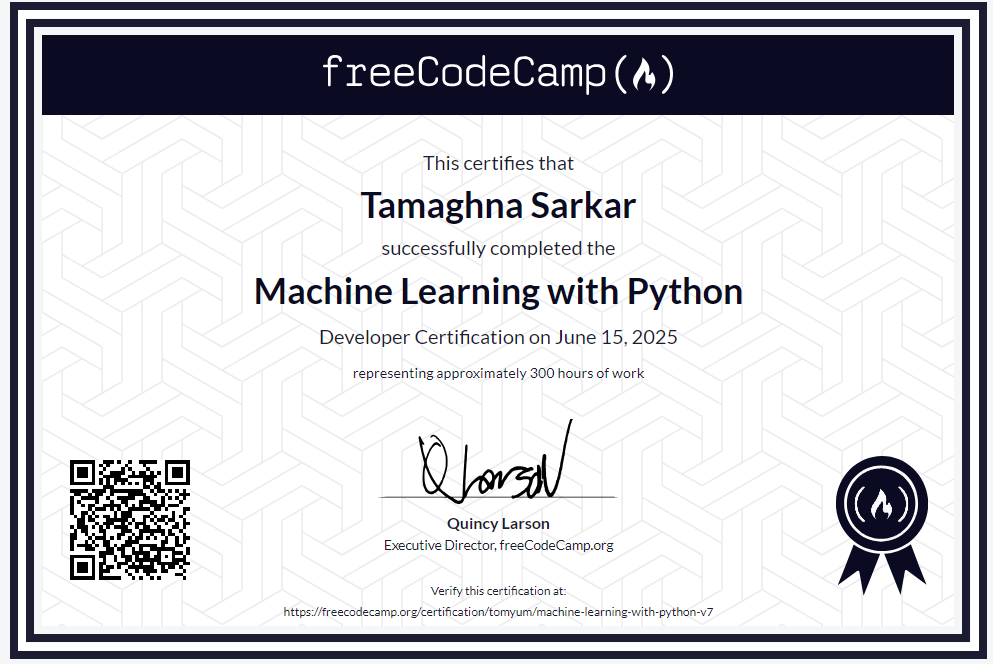 freeCodeCamp
This certifies that
Tamaghna Sarkar
successfully completed the
Machine Learning with Python
Developer Certification on June 15, 2025
representing approximately 300 hours of work
QLarson
Quincy Larson
Executive Director, freeCodeCamp.org
Verify this certification at:
https://freecodecamp.org/certification/tomyum/machine-learning-with-python-v7